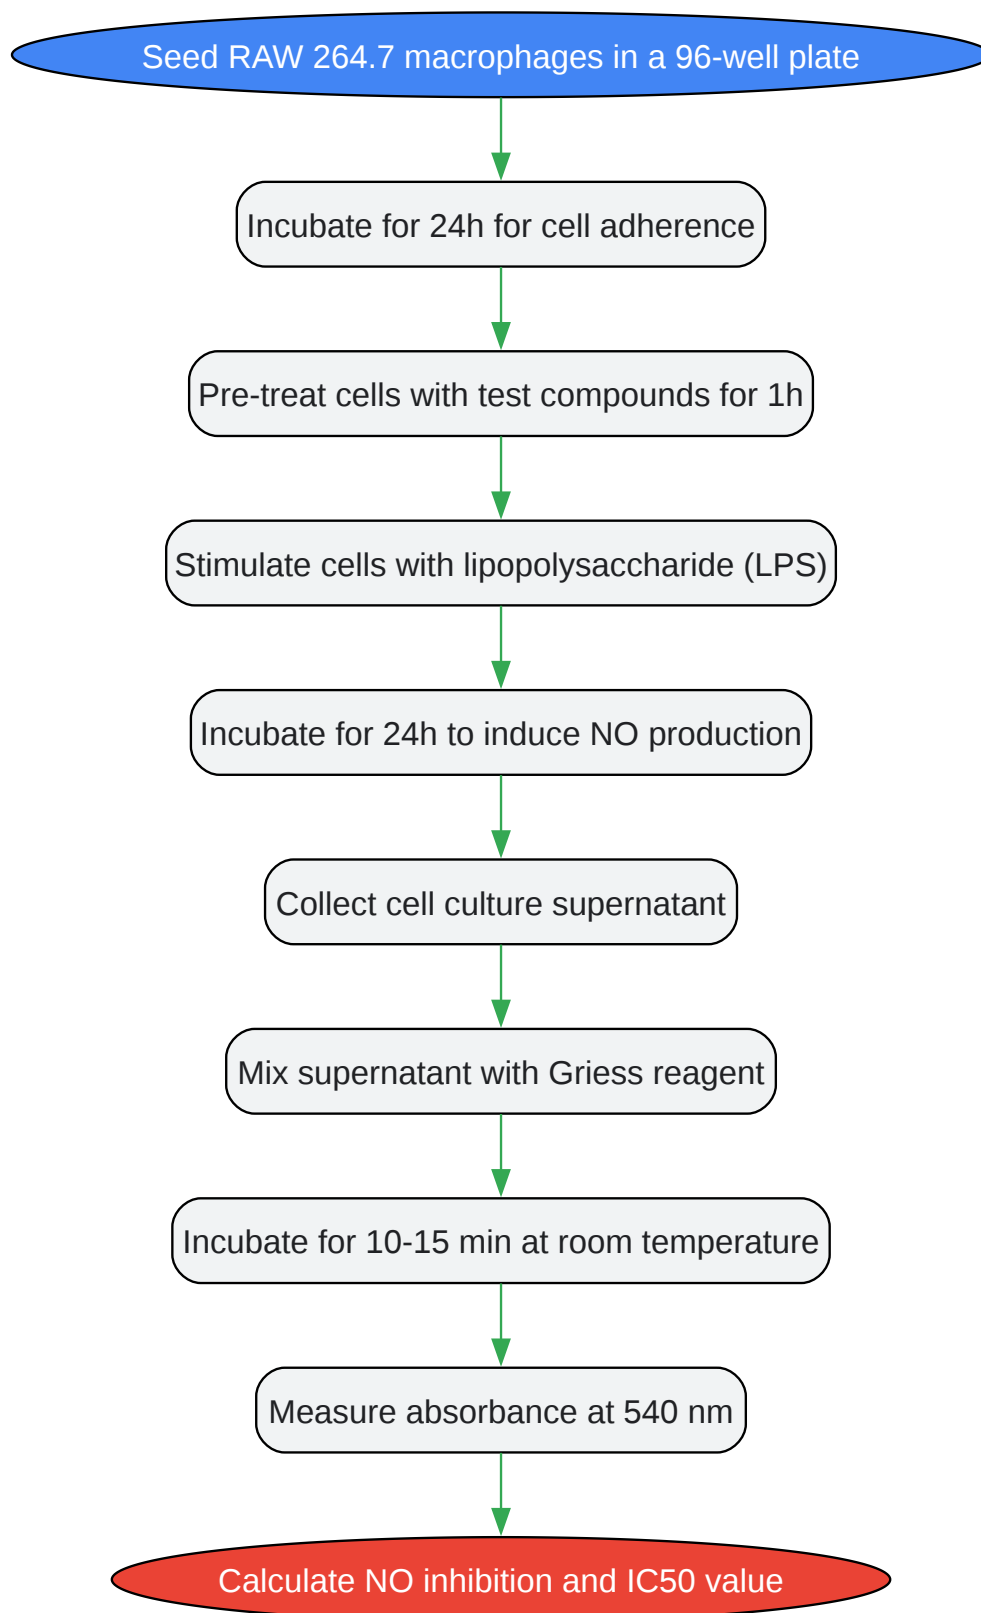 Seed RAW 264.7 macrophages in a 96-well plate
Incubate for 24h for cell adherence
Pre-treat cells with test compounds for 1h
Stimulate cells with lipopolysaccharide (LPS)
Incubate for 24h to induce NO production
Collect cell culture supernatant
Mix supernatant with Griess reagent
Incubate for 10-15 min at room temperature
Measure absorbance at 540 nm
Calculate NO inhibition and IC50 value